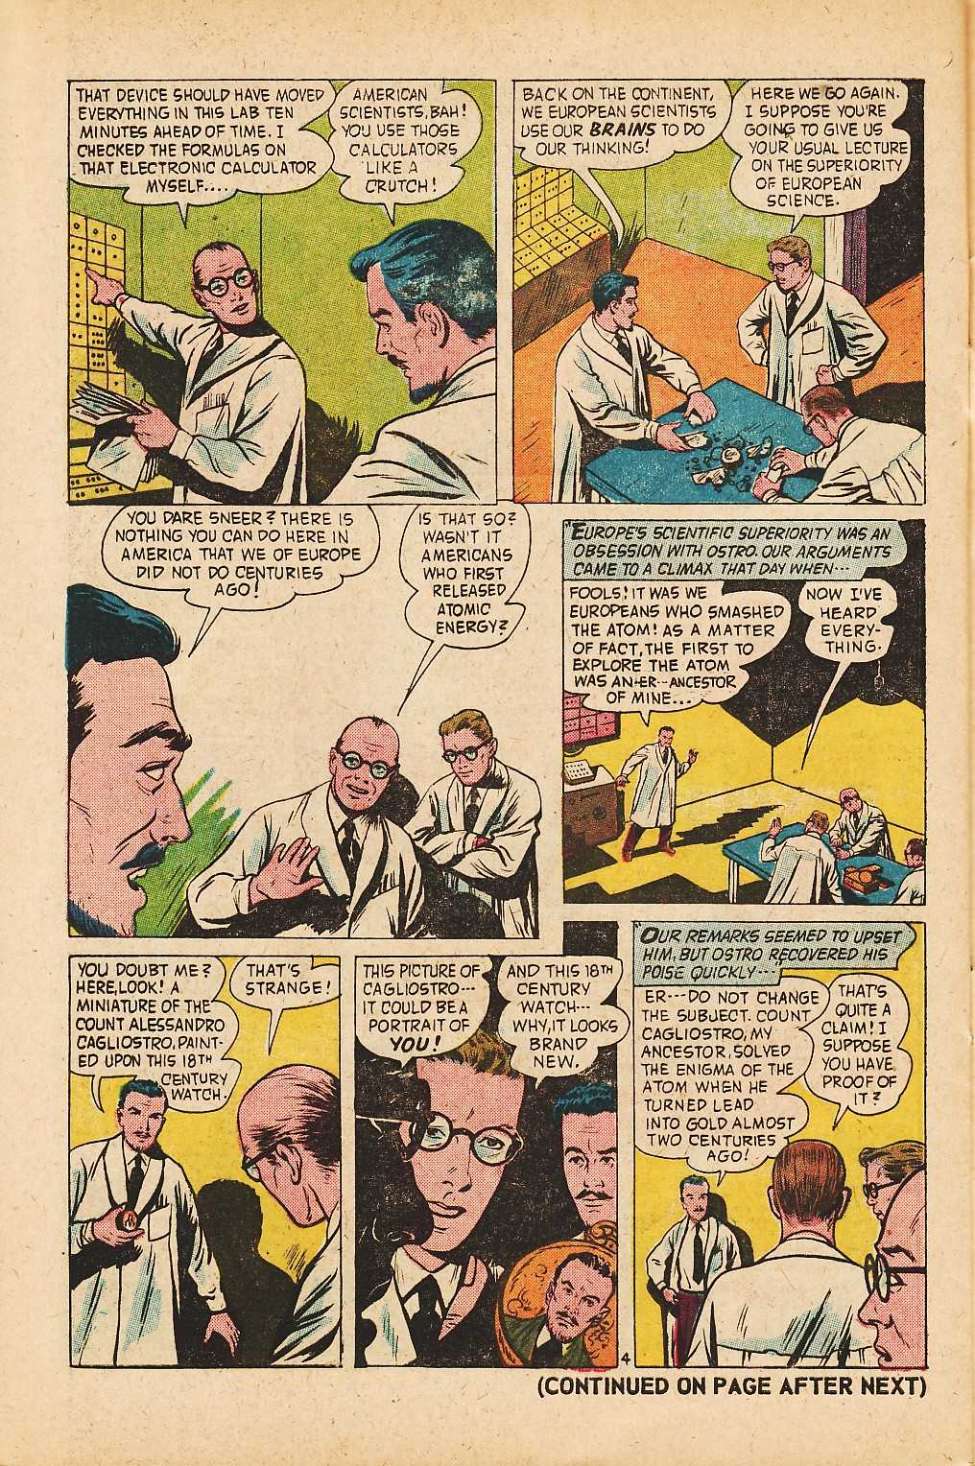 THAT DEVICE SHOULD HAVE MOVED
EVERYTHING IN THIS LAB TEN
MINUTES AHEAD OF TIME. I
CHECKED THE FORMULAS ON
THAT ELECTRONIC CALCULATOR
MYSELF....
AMERICAN
SCIENTISTS, BAH!
YOU USE THOSE
CALCULATORS
LIKE A
CRUTCH!
BACK ON THE CONTINENT,
WE EUROPEAN SCIENTISTS
USE OUR BRAINS TO DO
OUR THINKING!
HERE WE GO AGAIN.
I SUPPOSE YOU'RE
GOING TO GIVE US
YOUR USUAL LECTURE
ON THE SUPERIORITY
OF EUROPEAN
SCIENCE.
YOU DARE SNEER? THERE IS
NOTHING YOU CAN DO HERE IN
AMERICA THAT WE OF EUROPE
DID NOT DO CENTURIES
AGO!
IS THAT SO?
WASN'T IT
AMERICANS
WHO FIRST
RELEASED
ATOMIC
ENERGY?
"EUROPE'S SCIENTIFIC SUPERIORITY WAS AN
OBSESSION WITH OSTRO. OUR ARGUMENTS
CAME TO A CLIMAX THAT DAY WHEN---
FOOLS! IT WAS WE
EUROPEANS WHO SMASHED
THE ATOM! AS A MATTER
OF FACT, THE FIRST TO
EXPLORE THE ATOM
WAS AN-ER--ANCESTOR
OF MINE...
NOW I'VE
HEARD
EVERY-
THING.
YOU DOUBT ME?
HERE, LOOK! A
MINIATURE OF THE
COUNT ALESSANDRO
CAGLIOSTRO, PAINT-
ED UPON THIS 18TH
CENTURY
WATCH.
THAT'S
STRANGE!
THIS PICTURE OF
CAGLIOSTRO---
IT COULD BE A
PORTRAIT OF
YOU!
AND THIS 18TH
CENTURY
WATCH---
WHY, IT LOOKS
BRAND
NEW.
"OUR REMARKS SEEMED TO UPSET
HIM, BUT OSTRO RECOVERED HIS
POISE QUICKLY---"
ER---DO NOT CHANGE
THE SUBJECT. COUNT
CAGLIOSTRO, MY
ANCESTOR, SOLVED
THE ENIGMA OF THE
ATOM WHEN HE
TURNED LEAD
INTO GOLD ALMOST
TWO CENTURIES
AGO!
THAT'S
QUITE A
CLAIM! I
SUPPOSE
YOU HAVE
PROOF OF
IT?
4
(CONTINUED ON PAGE AFTER NEXT)